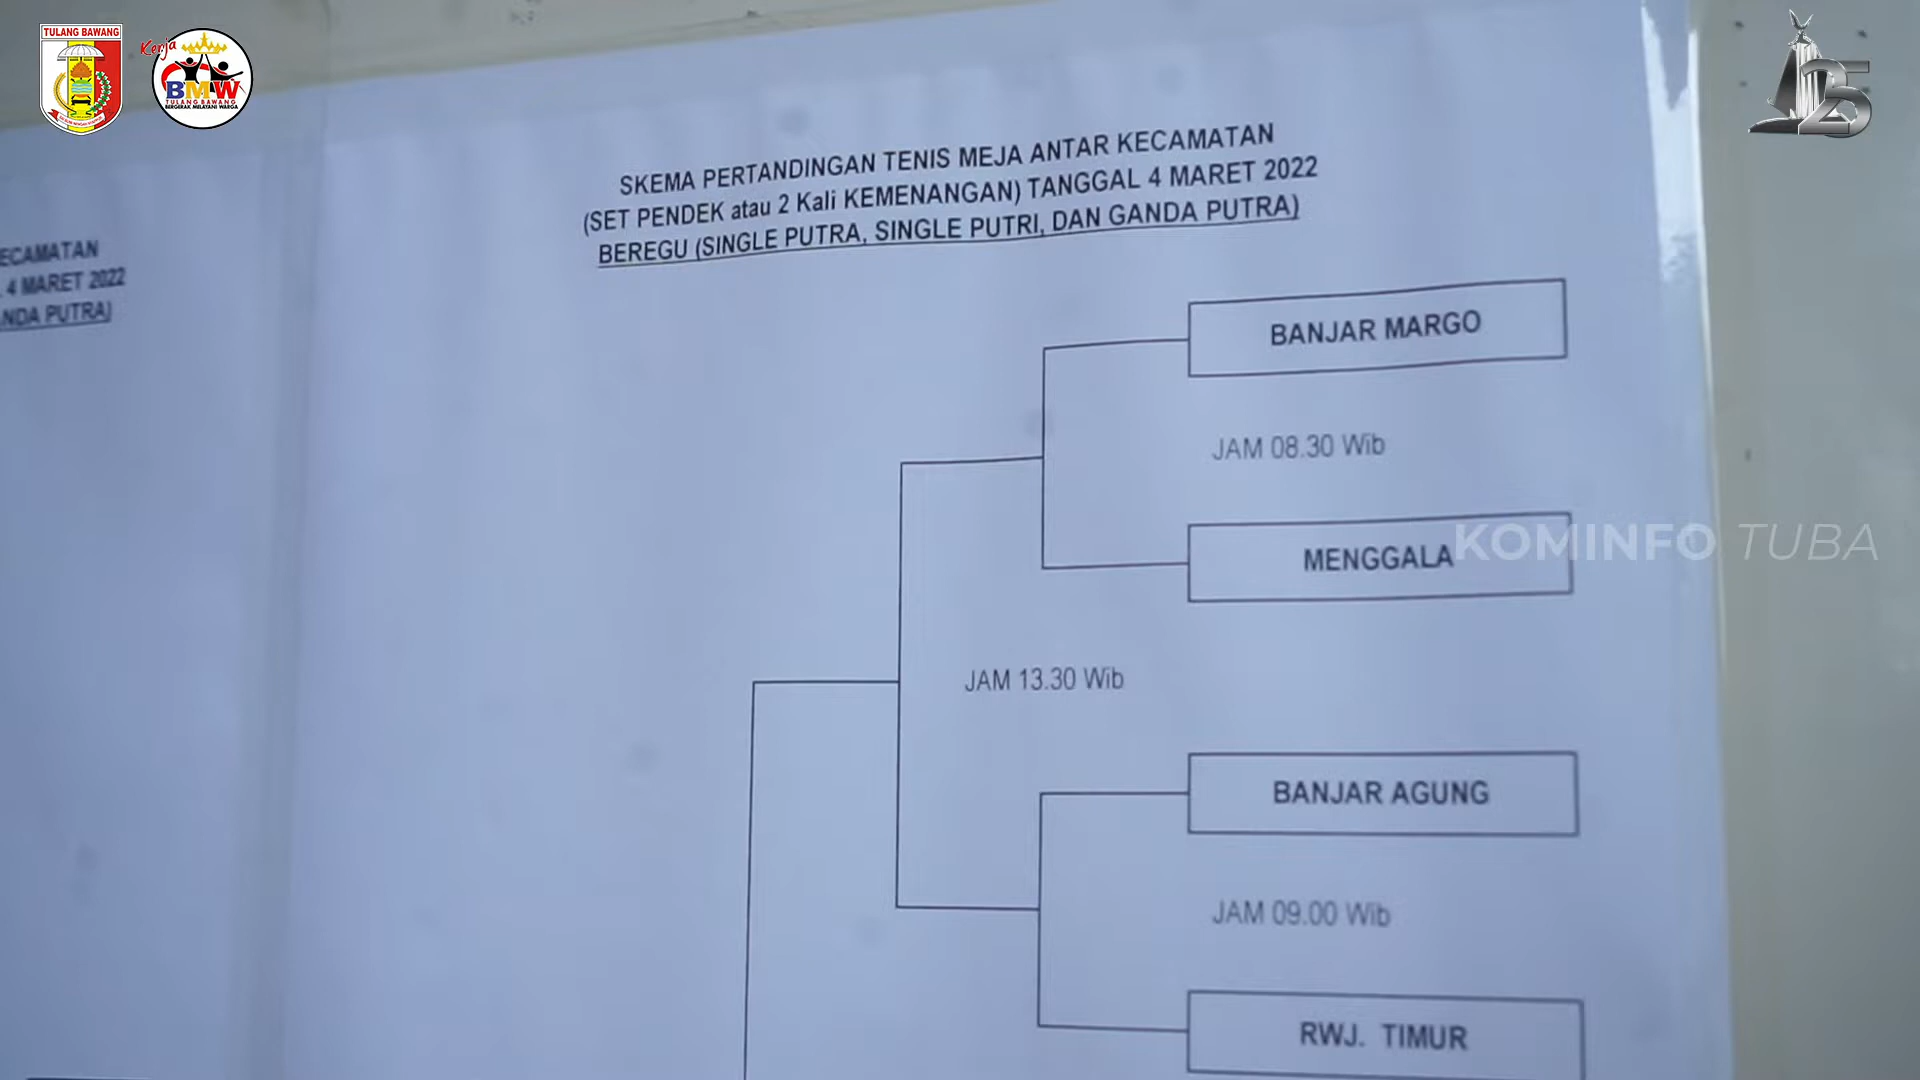 TULANG BAWANG
Kerja
BMW
TULANG BAWANG
BERGERAK MELAYANI WARGA
25
SKEMA PERTANDINGAN TENIS MEJA ANTAR KECAMATAN
(SET PENDEK atau 2 Kali KEMENANGAN) TANGGAL 4 MARET 2022
BEREGU (SINGLE PUTRA, SINGLE PUTRI, DAN GANDA PUTRA)
ECAMATAN
4 MARET 2022
NDA PUTRA)
BANJAR MARGO
JAM 08.30 Wib
MENGGALA
KOMINFO TUBA
JAM 13.30 Wib
BANJAR AGUNG
JAM 09.00 Wib
RWJ. TIMUR